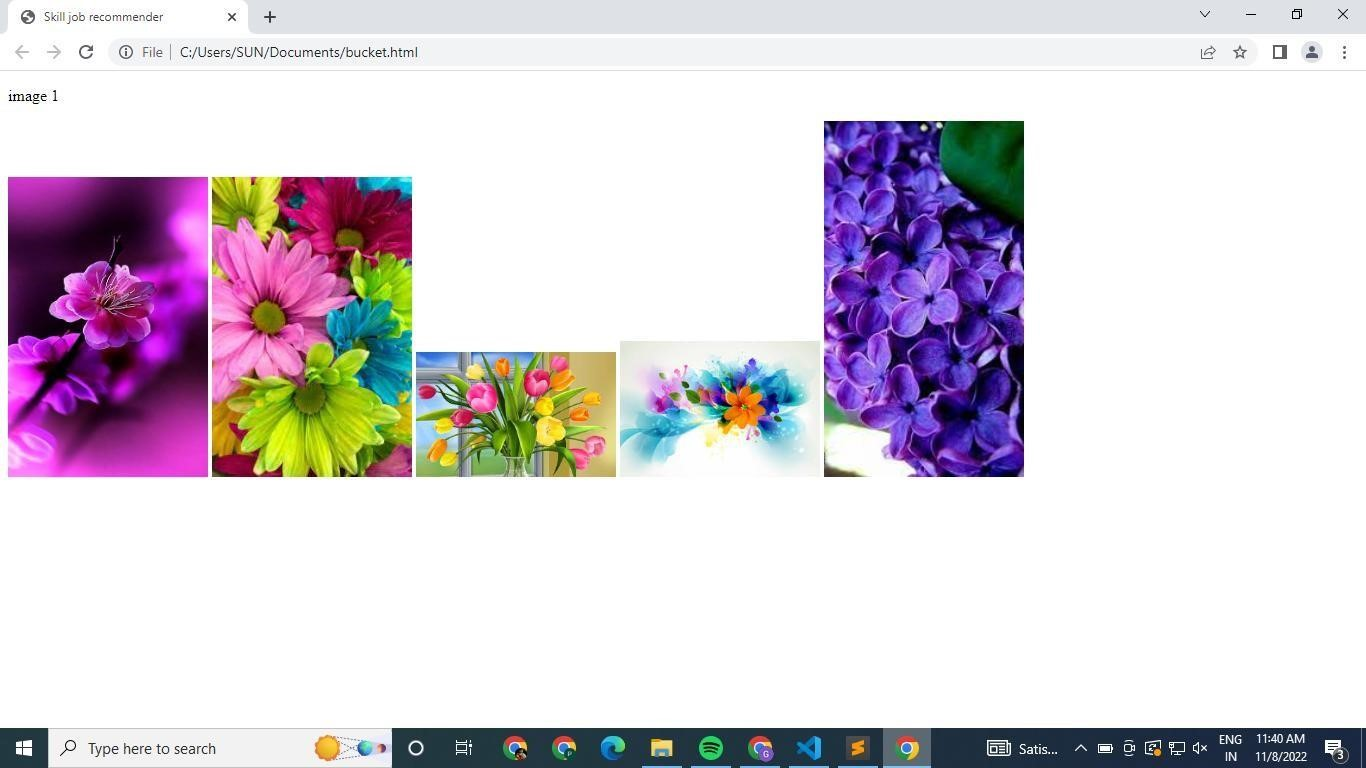 Skill job recommender
File
C:/Users/SUN/Documents/bucket.html
image 1
Type here to search
Satis...
ENG
IN
11:40 AM
11/8/2022
3
P
G